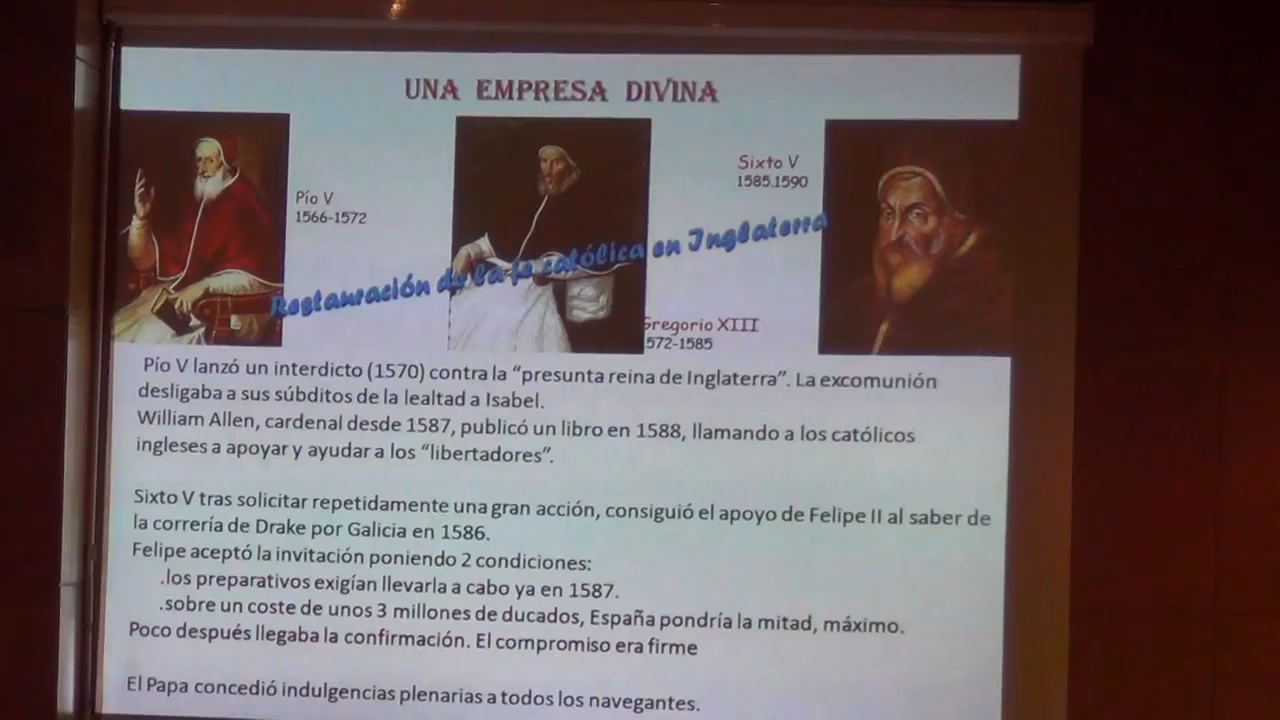 UNA EMPRESA DIVINA
Pío V
1566-1572
Sixto V
1585.1590
Restauración de la fe católica en Inglaterra
Gregorio XIII
572-1585
Pío V lanzó un interdicto (1570) contra la “presunta reina de Inglaterra”. La excomunión
desligaba a sus súbditos de la lealtad a Isabel.
William Allen, cardenal desde 1587, publicó un libro en 1588, llamando a los católicos
ingleses a apoyar y ayudar a los “libertadores”.
Sixto V tras solicitar repetidamente una gran acción, consiguió el apoyo de Felipe II al saber de
la correría de Drake por Galicia en 1586.
Felipe aceptó la invitación poniendo 2 condiciones:
.los preparativos exigían llevarla a cabo ya en 1587.
.sobre un coste de unos 3 millones de ducados, España pondría la mitad, máximo.
Poco después llegaba la confirmación. El compromiso era firme
El Papa concedió indulgencias plenarias a todos los navegantes.